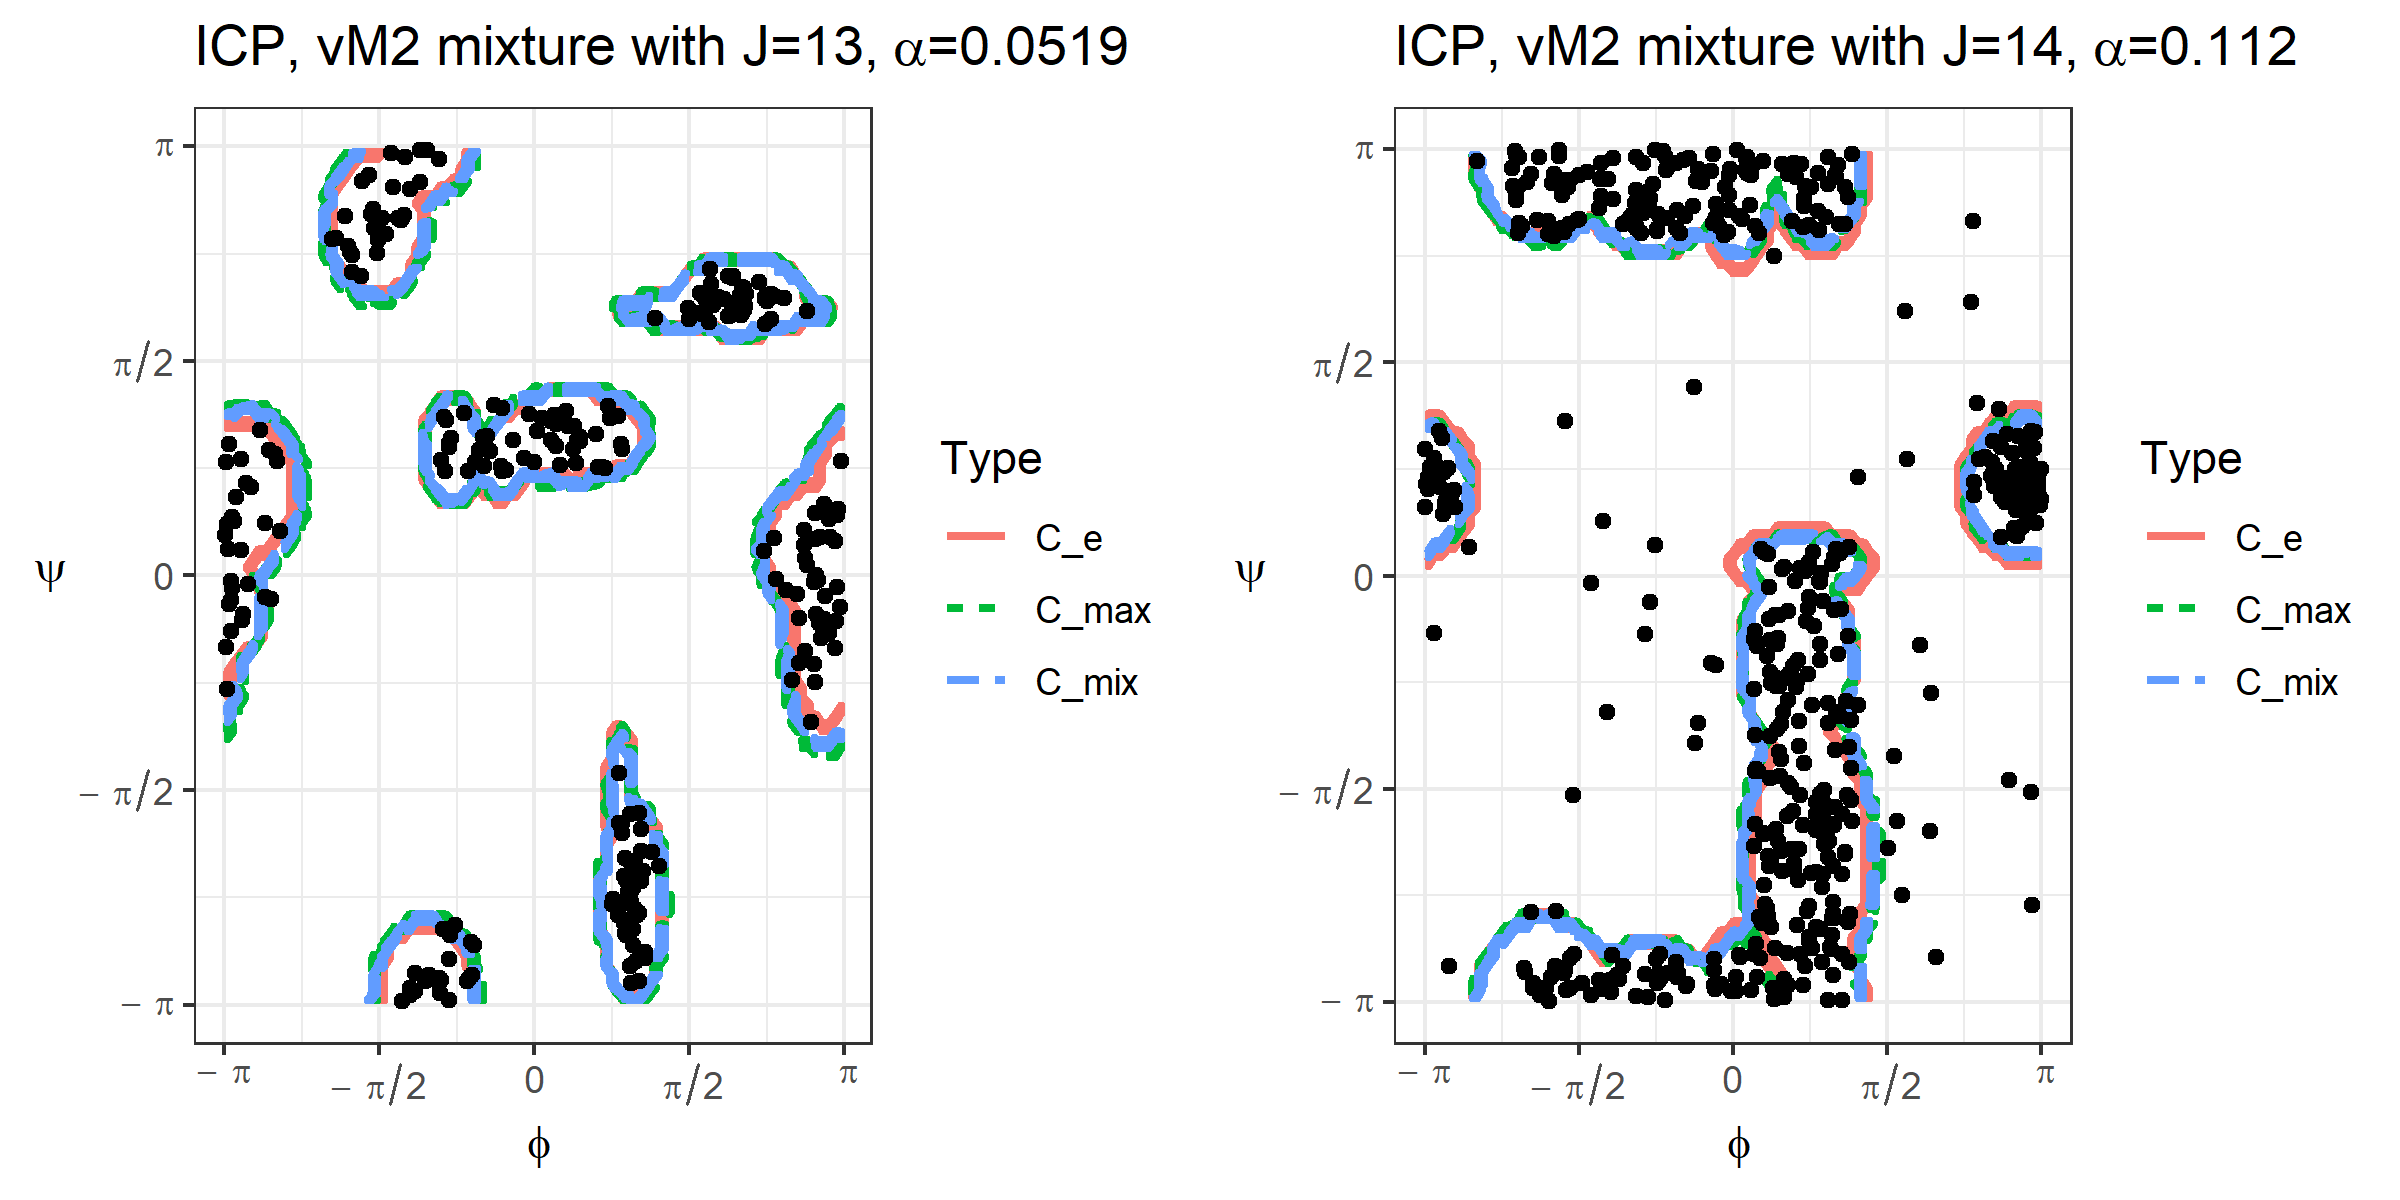 ICP, vM2 mixture with J=13, α=0.0519
π
π/2
0
− π/2
− π
ψ
− π
− π/2
0
π/2
π
ϕ
Type
C_e
C_max
C_mix
ICP, vM2 mixture with J=14, α=0.112
π
π/2
0
− π/2
− π
ψ
− π
− π/2
0
π/2
π
ϕ
Type
C_e
C_max
C_mix